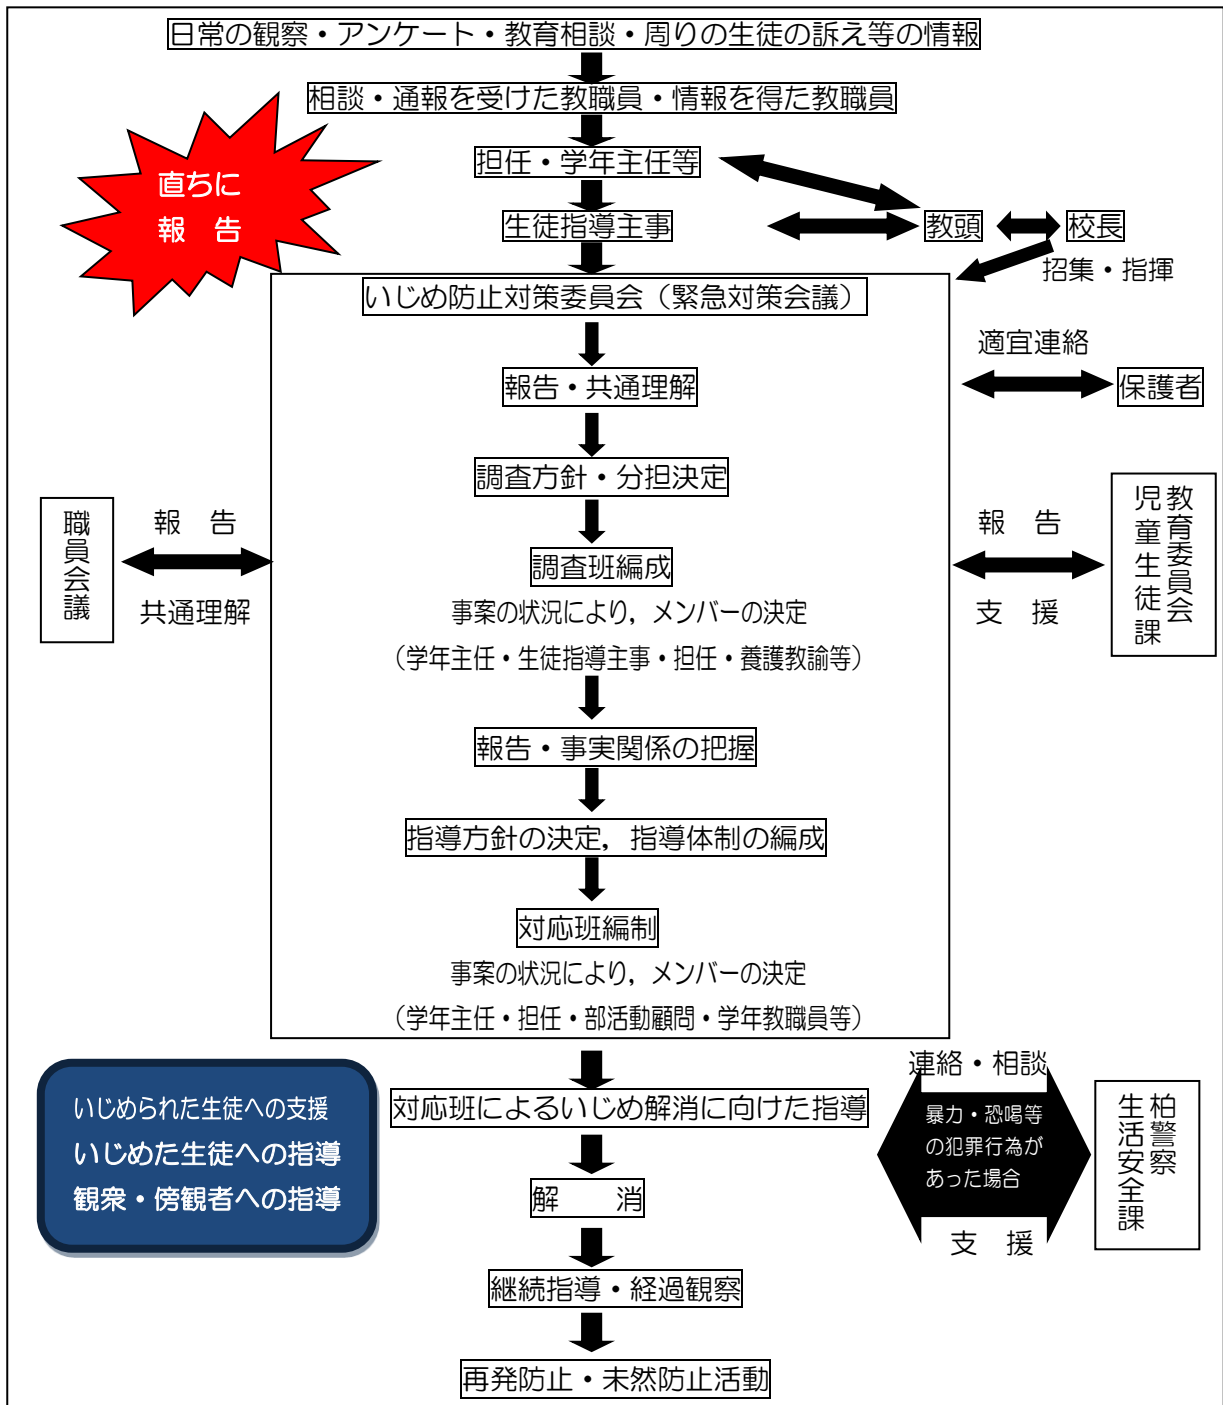 日常の観察・アンケート・教育相談・周りの生徒の訴え等の情報
相談・通報を受けた教職員・情報を得た教職員
直ちに
報　告
担任・学年主任等
生徒指導主事
教頭
校長
招集・指揮
いじめ防止対策委員会（緊急対策会議）
適宜連絡
保護者
報告・共通理解
調査方針・分担決定
職員会議
報　告
共通理解
調査班編成
事案の状況により，メンバーの決定
（学年主任・生徒指導主事・担任・養護教諭等）
報　告
支　援
教育委員会
児童生徒課
報告・事実関係の把握
指導方針の決定，指導体制の編成
対応班編制
事案の状況により，メンバーの決定
（学年主任・担任・部活動顧問・学年教職員等）
いじめられた生徒への支援
いじめた生徒への指導
観衆・傍観者への指導
対応班によるいじめ解消に向けた指導
連絡・相談
暴力・恐喝等
の犯罪行為が
あった場合
支　援
柏警察
生活安全課
解　　消
継続指導・経過観察
再発防止・未然防止活動